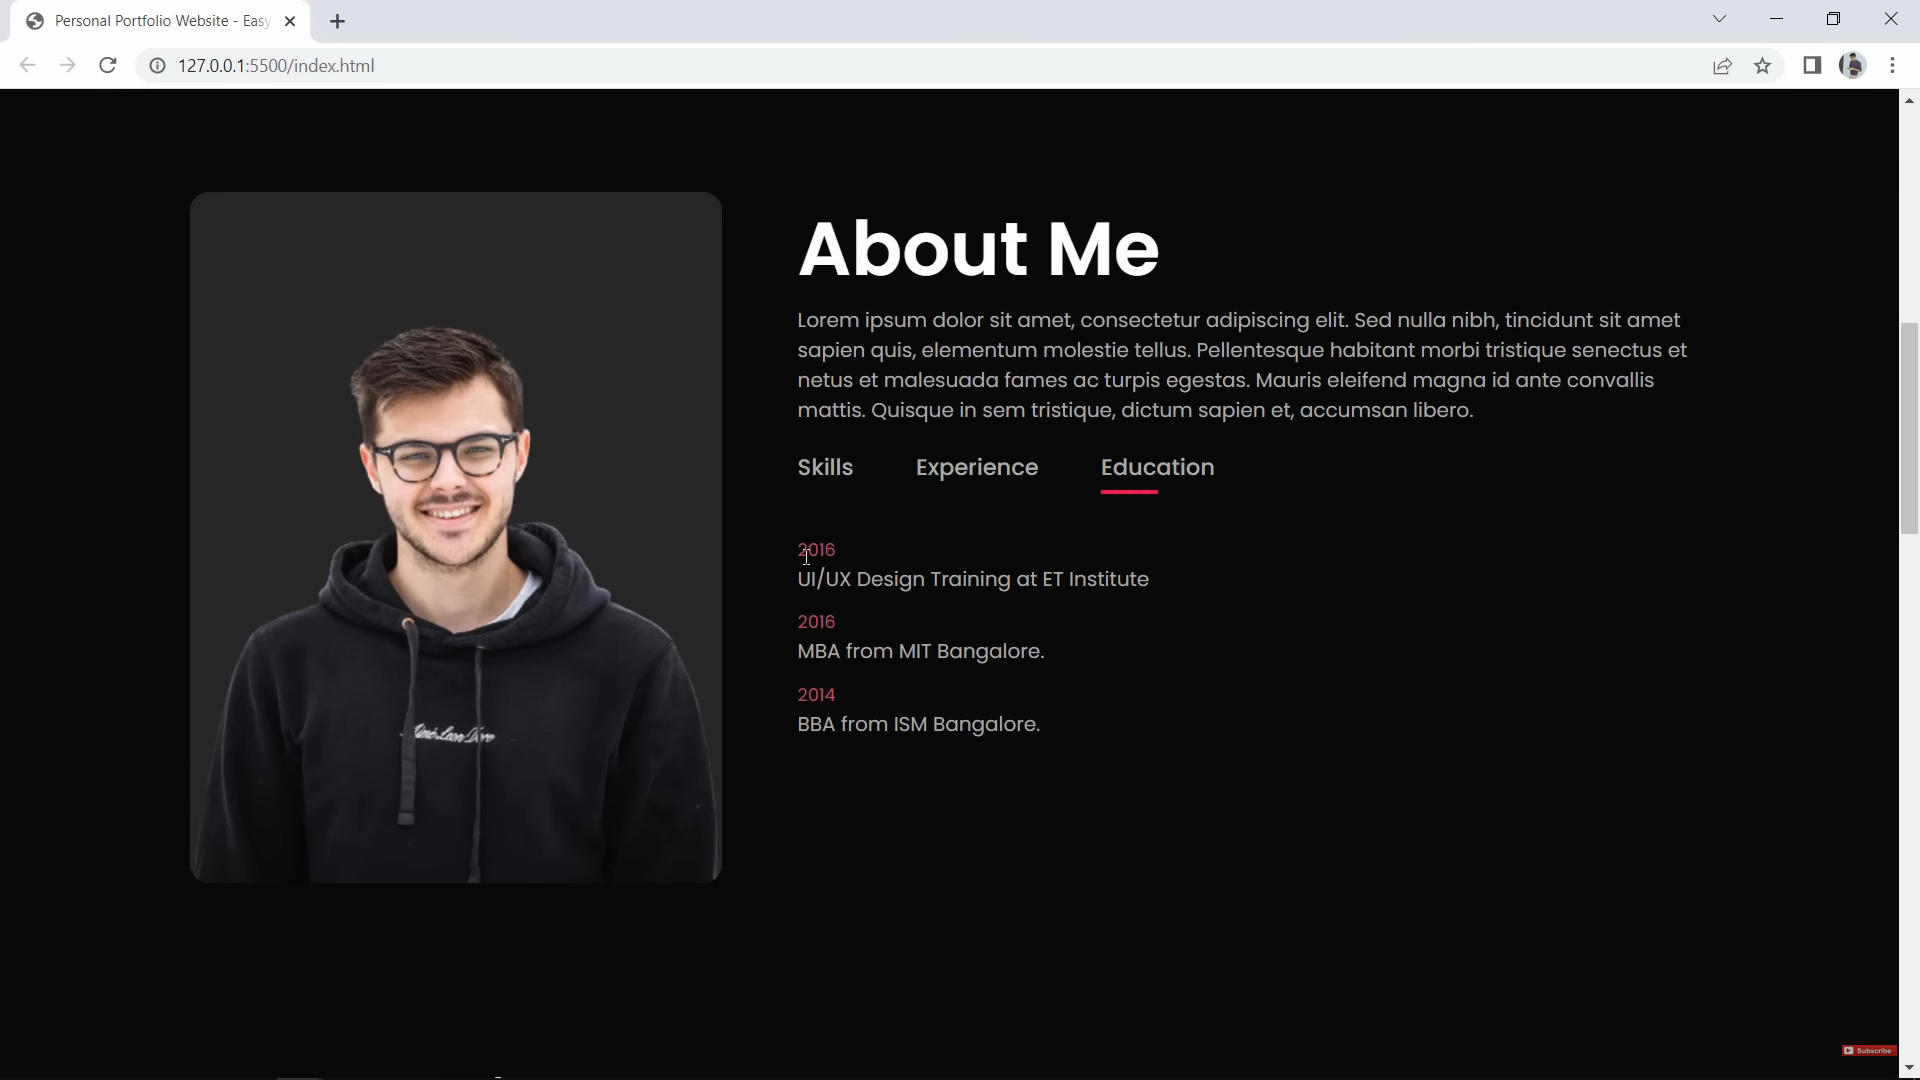 Personal Portfolio Website - Easy
127.0.0.1:5500/index.html
About Me
Lorem ipsum dolor sit amet, consectetur adipiscing elit. Sed nulla nibh, tincidunt sit amet
sapien quis, elementum molestie tellus. Pellentesque habitant morbi tristique senectus et
netus et malesuada fames ac turpis egestas. Mauris eleifend magna id ante convallis
mattis. Quisque in sem tristique, dictum sapien et, accumsan libero.
Skills Experience Education
2016
UI/UX Design Training at ET Institute
2016
MBA from MIT Bangalore.
2014
BBA from ISM Bangalore.
Subscribe